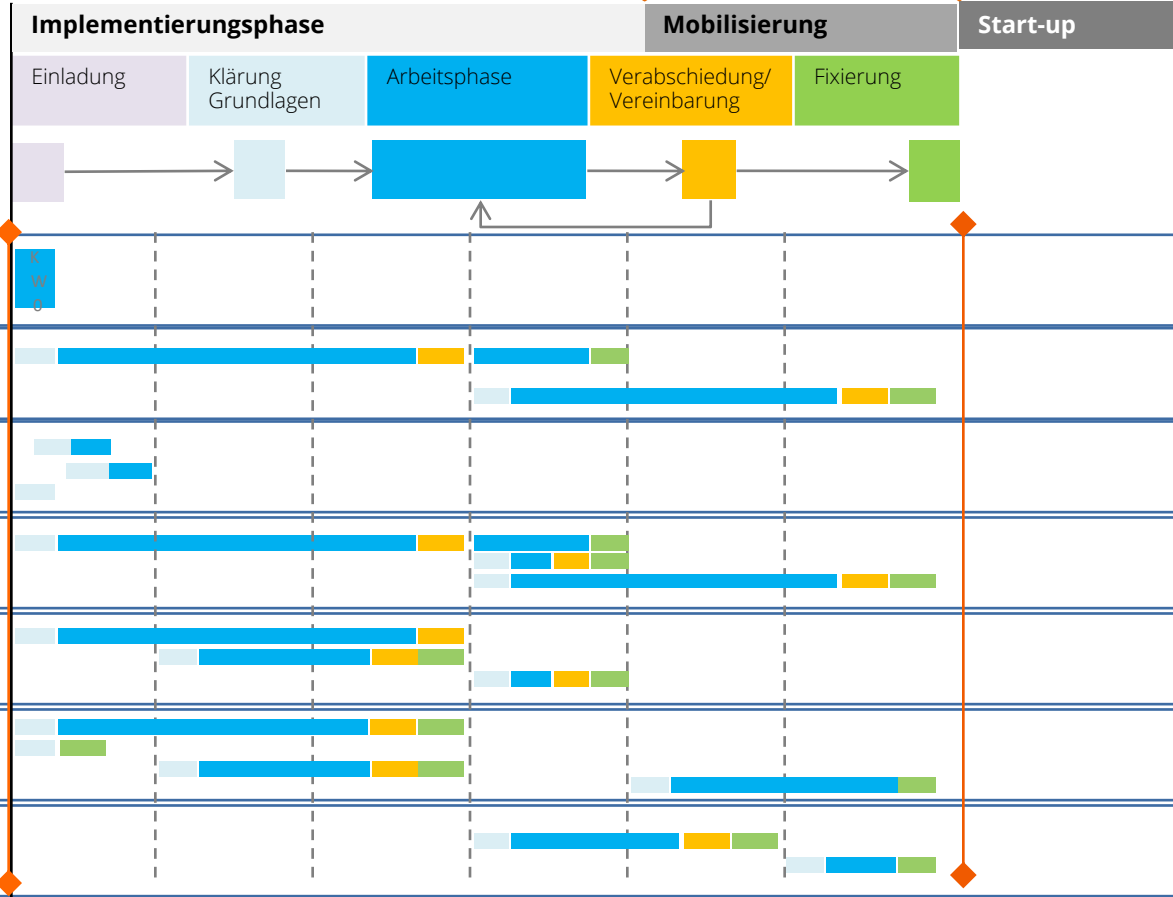 Implementierungsphase
Mobilisierung
Start-up
Einladung
Klärung
Grundlagen
Arbeitsphase
Verabschiedung/
Vereinbarung
Fixierung
K
W
0